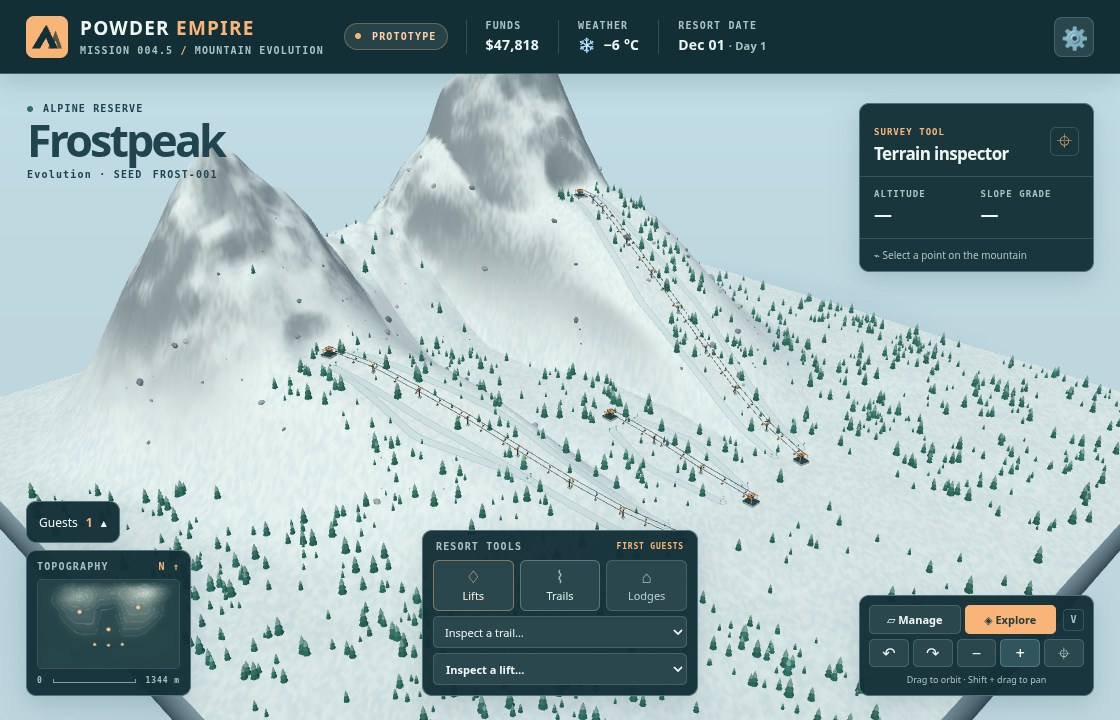 POWDER EMPIRE
MISSION 004.5 / MOUNTAIN EVOLUTION
PROTOTYPE
FUNDS
$47,818
WEATHER
❄️ −6 °C
RESORT DATE
Dec 01 · Day 1
ALPINE RESERVE
Frostpeak
Evolution · SEED FROST-001
SURVEY TOOL
Terrain inspector
ALTITUDE
—
SLOPE GRADE
—
⌁ Select a point on the mountain
Guests 1 ▴
TOPOGRAPHY N ↑
0 1344 m
RESORT TOOLS FIRST GUESTS
♢ Lifts
⌇ Trails
⌂ Lodges
Inspect a trail...
Inspect a lift...
▱ Manage
◈ Explore
V
↶ ↷ − +
Drag to orbit · Shift + drag to pan